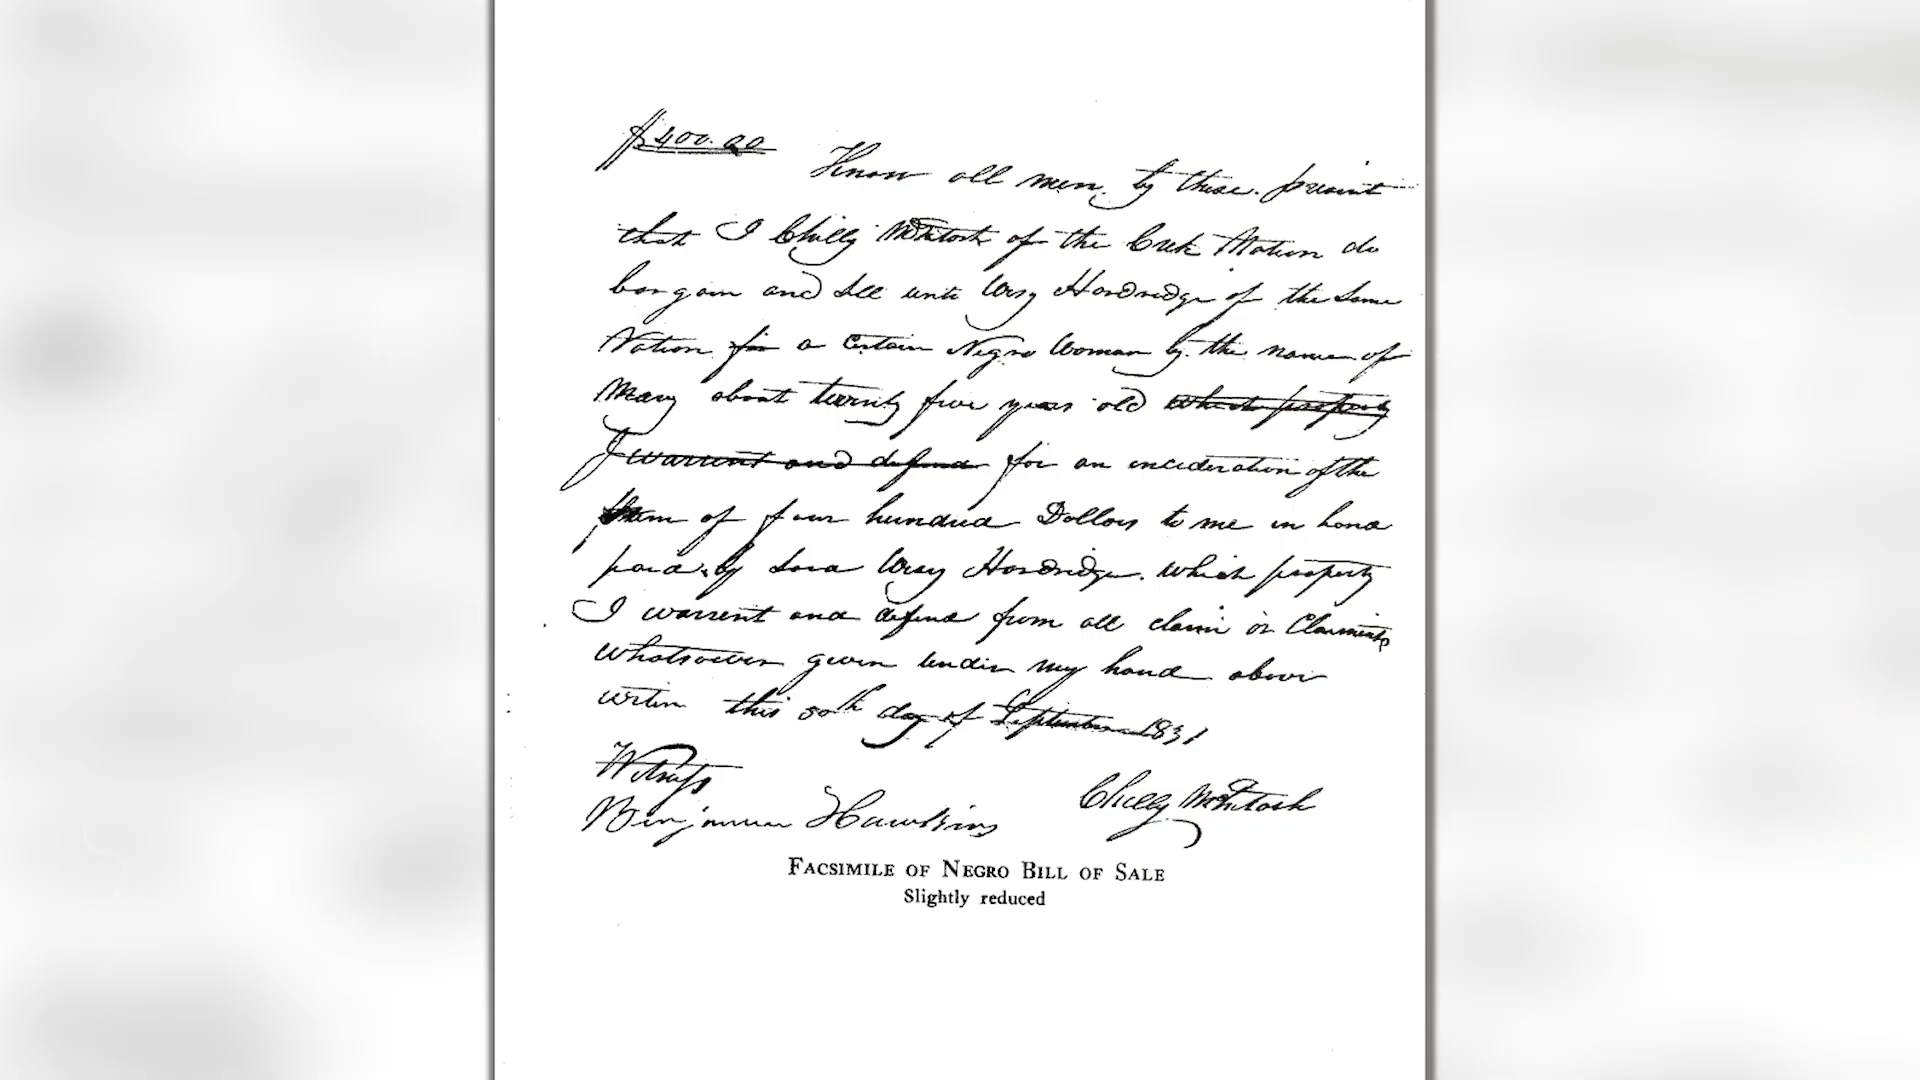 $400.00
Know all men by these present
that I Chilly McIntosh of the Crek Nation do
bargain and sell unto Wesy Hardredge of the same
Nation for a certain Negro Woman by the name of
Mary about twenty five years old which property
I warrent and defend for an incideration of the
sum of four hundred Dollars to me in hand
paid by said Wesy Hardridge which property
I warrent and defend from all claim or Claiments
whatsoever given under my hand above
writen this 30th day of September 1831
Witness
Benjamin Hawkins
Chilly McIntosh
FACSIMILE OF NEGRO BILL OF SALE
Slightly reduced